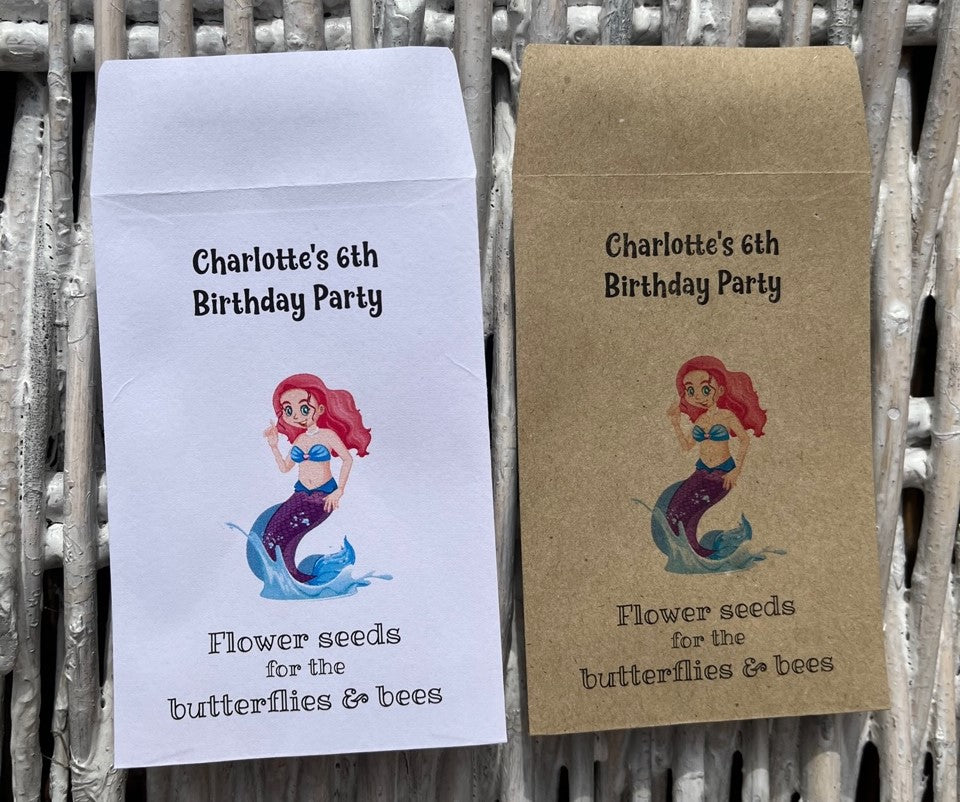 Charlotte's 6th
Birthday Party
Flower seeds
for the
butterflies & bees
Charlotte's 6th
Birthday Party
Flower seeds
for the
butterflies & bees